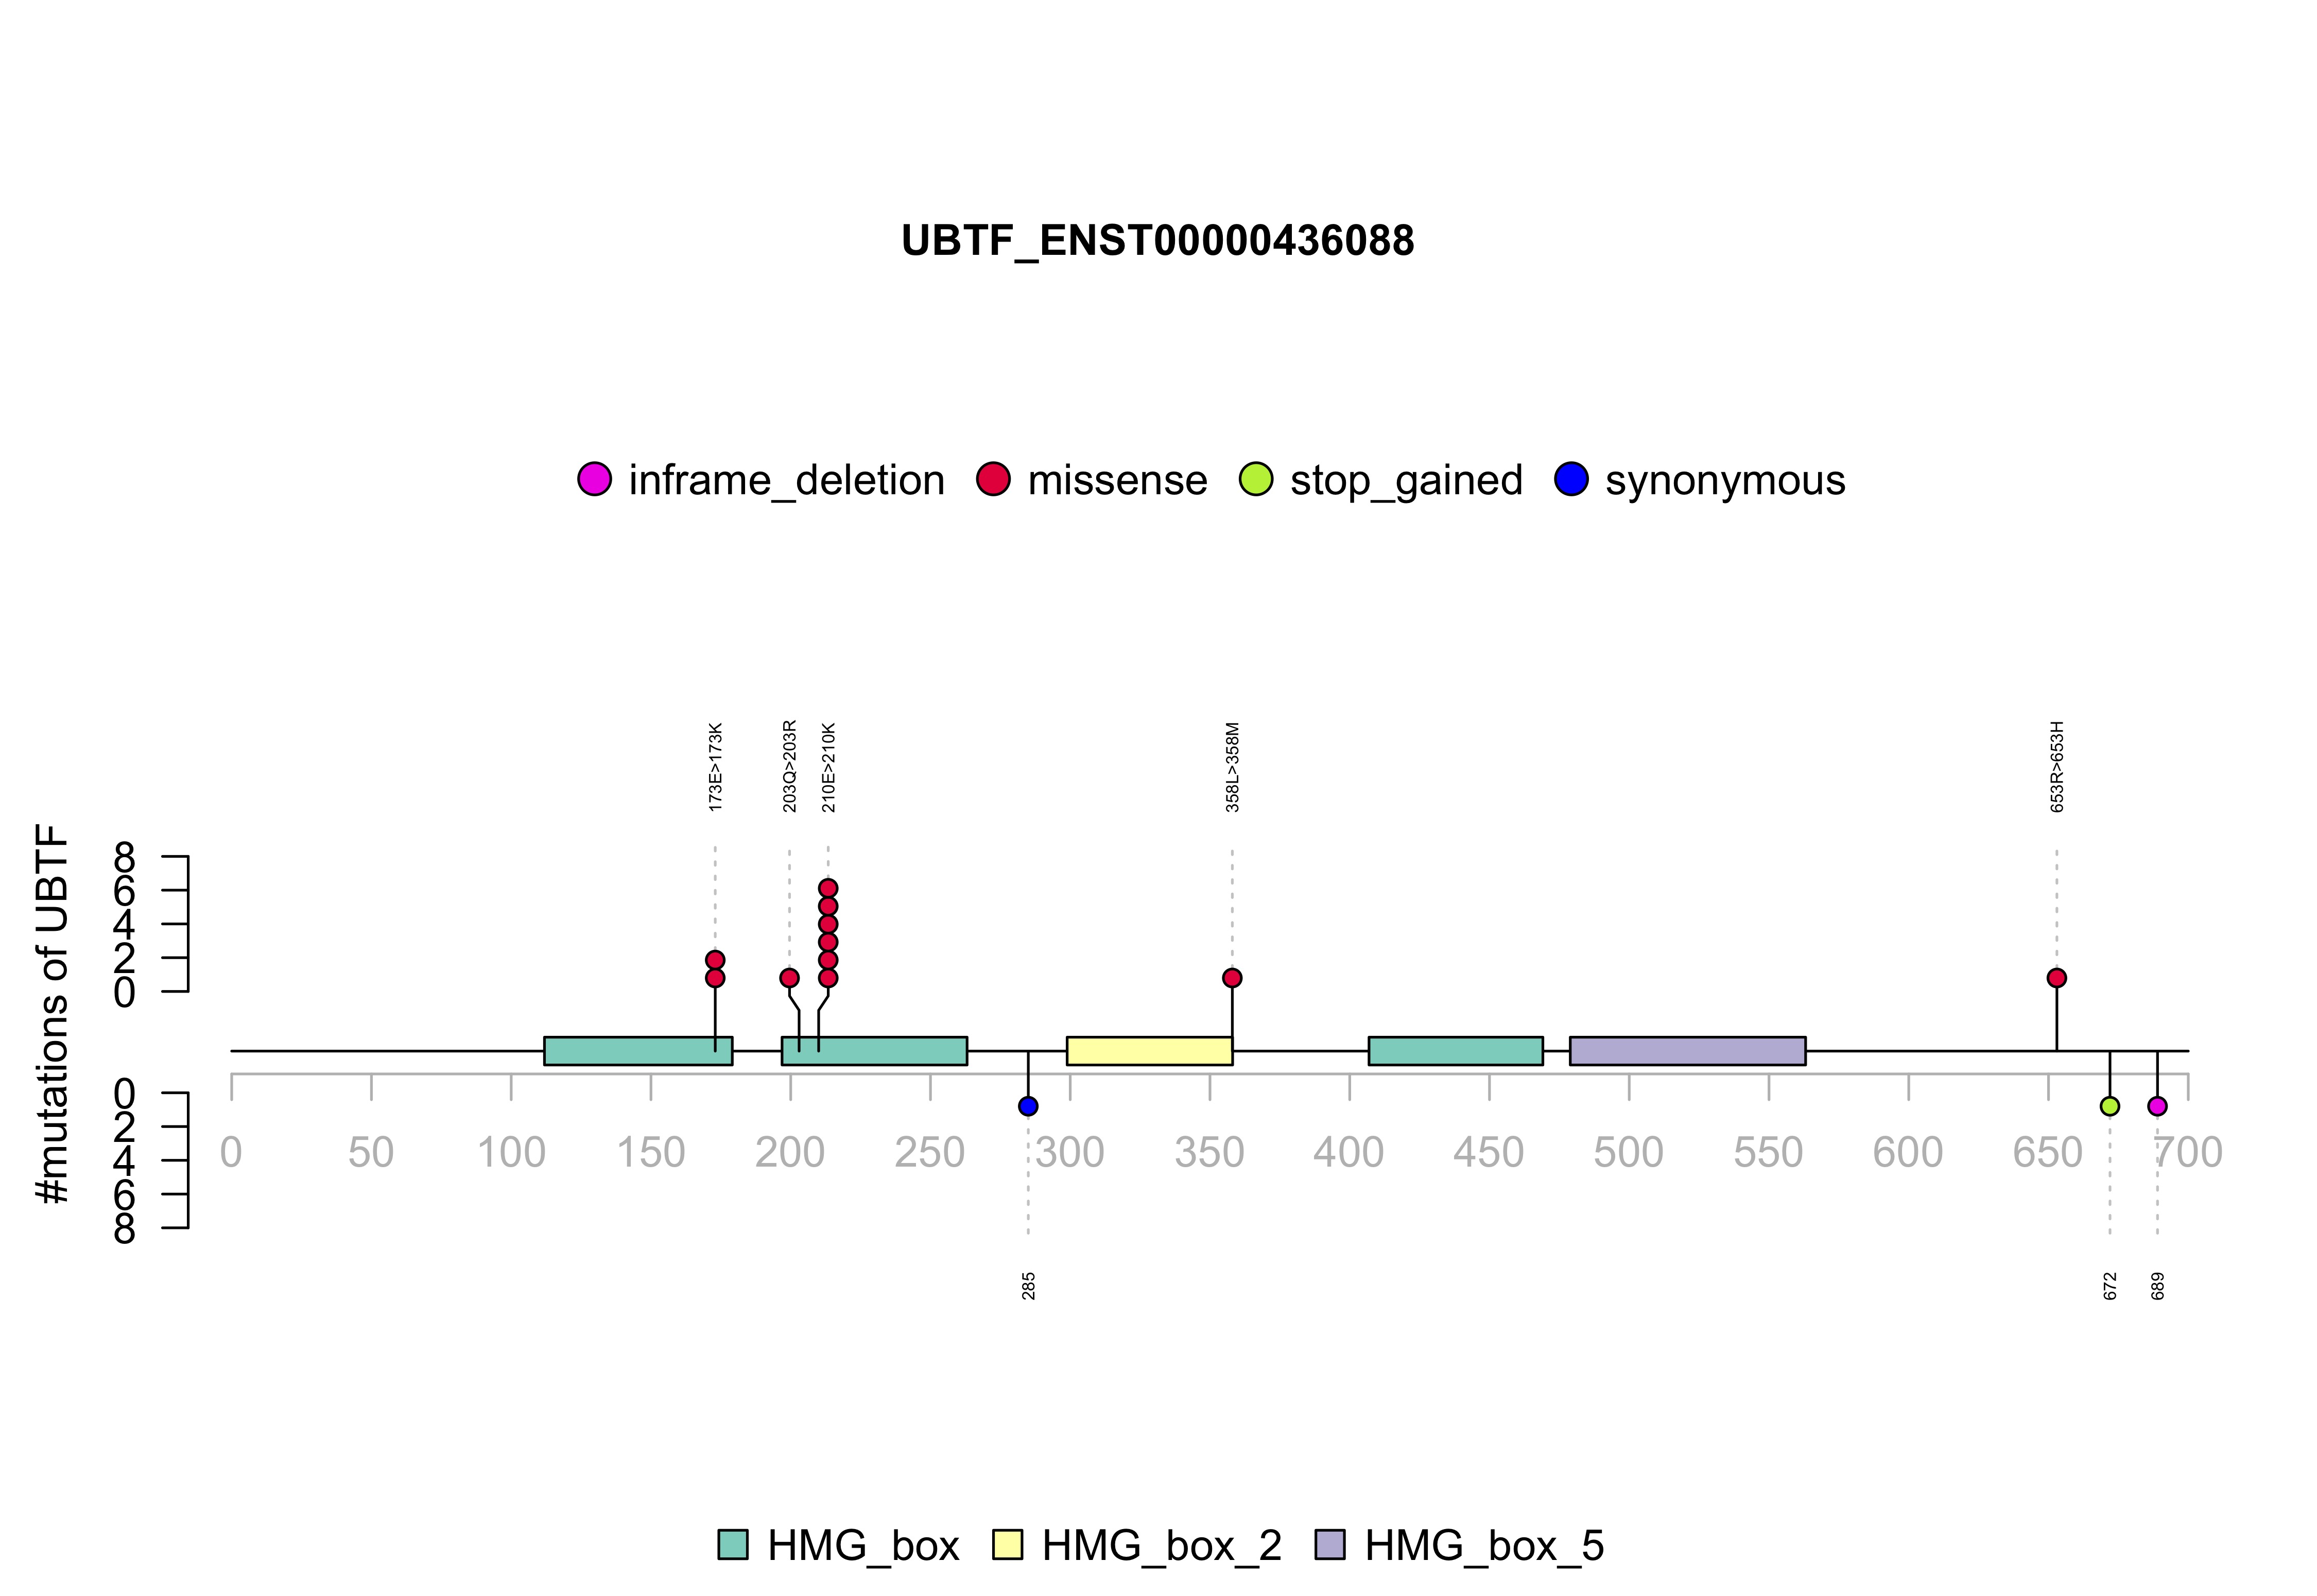 UBTF_ENST00000436088
inframe_deletion missense stop_gained synonymous
173E>173K 203Q>203R 210E>210K 358L>358M 653R>653H
#mutations of UBTF
8
6
4
2
0
0
2
4
6
8
0 50 100 150 200 250 300 350 400 450 500 550 600 650 700
285 672 689
HMG_box HMG_box_2 HMG_box_5